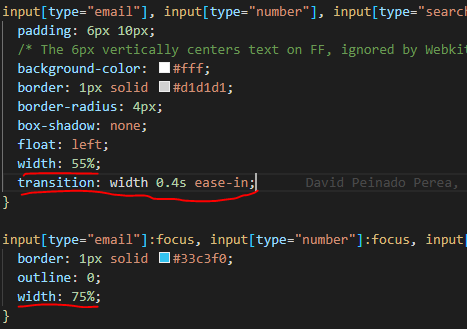 input[type="email"], input[type="number"], input[type="searc
padding: 6px 10px;
/* The 6px vertically centers text on FF, ignored by Webkit
background-color: #fff;
border: 1px solid #d1d1d1;
border-radius: 4px;
box-shadow: none;
float: left;
width: 55%;
transition: width 0.4s ease-in; David Peinado Perea,
}
input[type="email"]:focus, input[type="number"]:focus, input[
border: 1px solid #33c3f0;
outline: 0;
width: 75%;
}